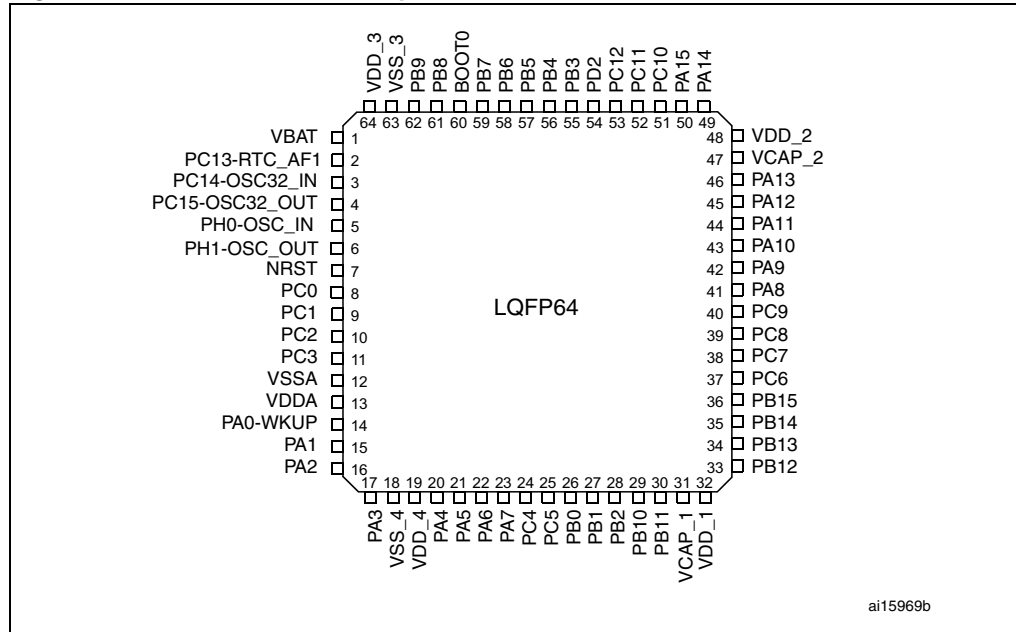 VDD_3
VSS_3
PB9
PB8
BOOT0
PB7
PB6
PB5
PB4
PB3
PD2
PC12
PC11
PC10
PA15
PA14
64 63 62 61 60 59 58 57 56 55 54 53 52 51 50 49
VBAT 1
PC13-RTC_AF1 2
PC14-OSC32_IN 3
PC15-OSC32_OUT 4
PH0-OSC_IN 5
PH1-OSC_OUT 6
NRST 7
PC0 8
PC1 9
PC2 10
PC3 11
VSSA 12
VDDA 13
PA0-WKUP 14
PA1 15
PA2 16
LQFP64
48 VDD_2
47 VCAP_2
46 PA13
45 PA12
44 PA11
43 PA10
42 PA9
41 PA8
40 PC9
39 PC8
38 PC7
37 PC6
36 PB15
35 PB14
34 PB13
33 PB12
17 18 19 20 21 22 23 24 25 26 27 28 29 30 31 32
PA3
VSS_4
VDD_4
PA4
PA5
PA6
PA7
PC4
PC5
PB0
PB1
PB2
PB10
PB11
VCAP_1
VDD_1
ai15969b